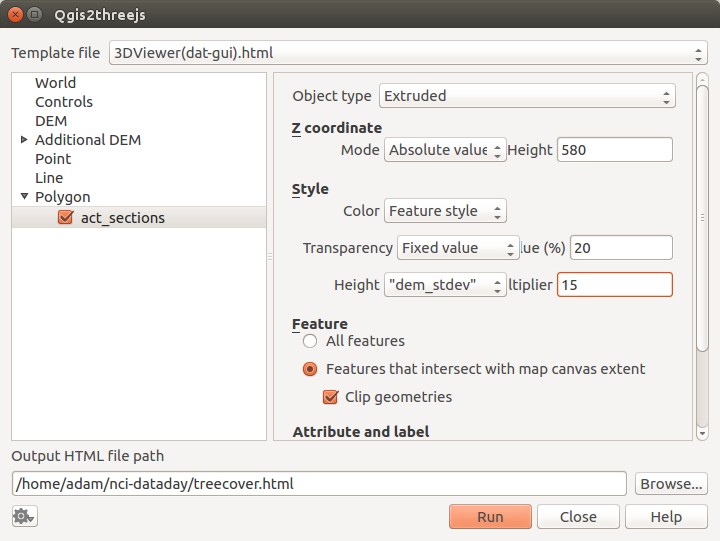 Qgis2threejs
Template file 3DViewer(dat-gui).html
World
Controls
DEM
Additional DEM
Point
Line
Polygon
act_sections
Object type Extruded
Z coordinate
Mode Absolute value Height 580
Style
Color Feature style
Transparency Fixed value lue (%) 20
Height "dem_stdev" ltiplier 15
Feature
All features
Features that intersect with map canvas extent
Clip geometries
Attribute and label
Output HTML file path
/home/adam/nci-dataday/treecover.html Browse...
Run Close Help